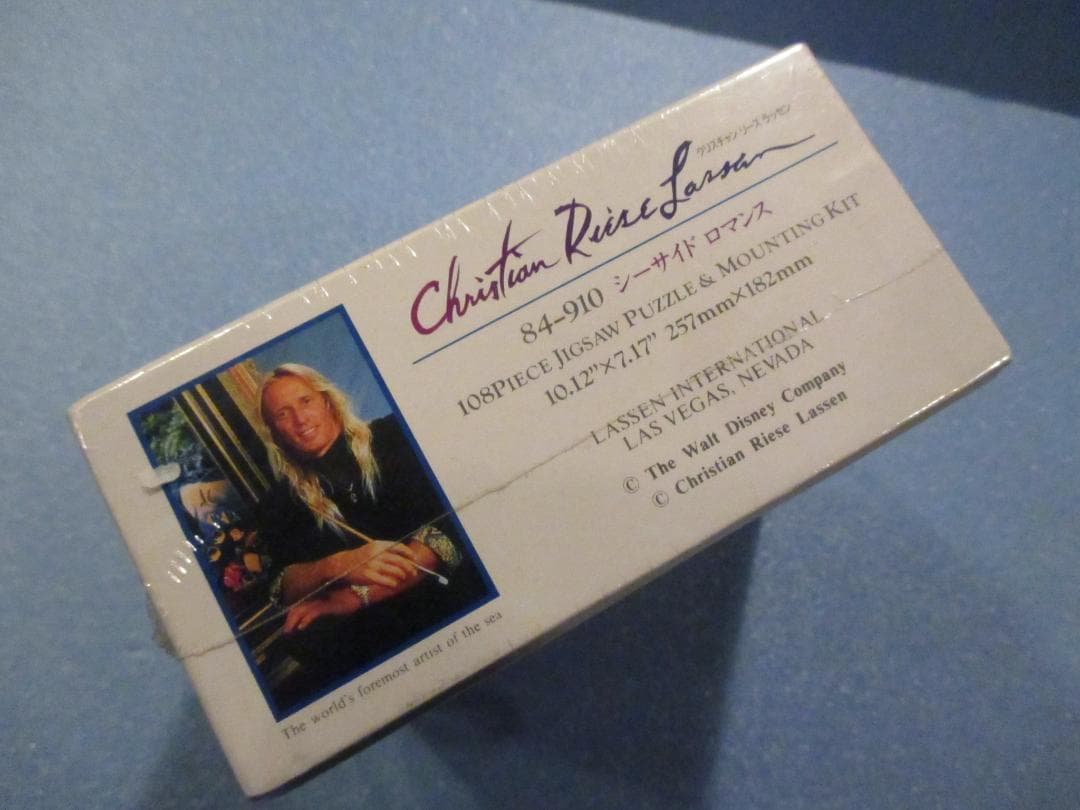 クリスチャン リース ラッセン
Christian Riese Lassen
84-910 シーサイド ロマンス
108PIECE JIGSAW PUZZLE & MOUNTING KIT
10.12"×7.17" 257mm×182mm
LASSEN INTERNATIONAL
LAS VEGAS, NEVADA
© The Walt Disney Company
© Christian Riese Lassen
The world's foremost artist of the sea